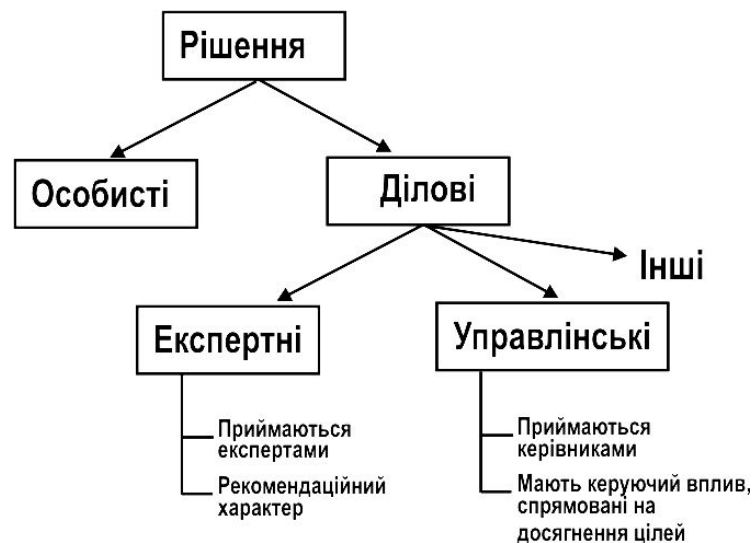 Рішення
Особисті
Ділові
Інші
Експертні
Управлінські
Приймаються
експертами
Рекомендаційний
характер
Приймаються
керівниками
Мають керуючий вплив,
спрямовані на
досягнення цілей